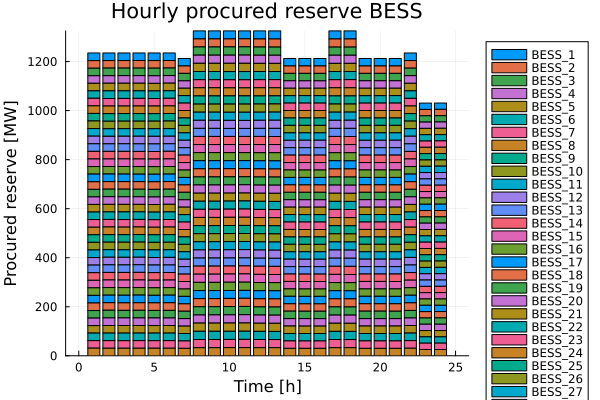 Hourly procured reserve BESS
Procured reserve [MW]
1200
1000
800
600
400
200
0
0 5 10 15 20 25
Time [h]
BESS_1
BESS_2
BESS_3
BESS_4
BESS_5
BESS_6
BESS_7
BESS_8
BESS_9
BESS_10
BESS_11
BESS_12
BESS_13
BESS_14
BESS_15
BESS_16
BESS_17
BESS_18
BESS_19
BESS_20
BESS_21
BESS_22
BESS_23
BESS_24
BESS_25
BESS_26
BESS_27